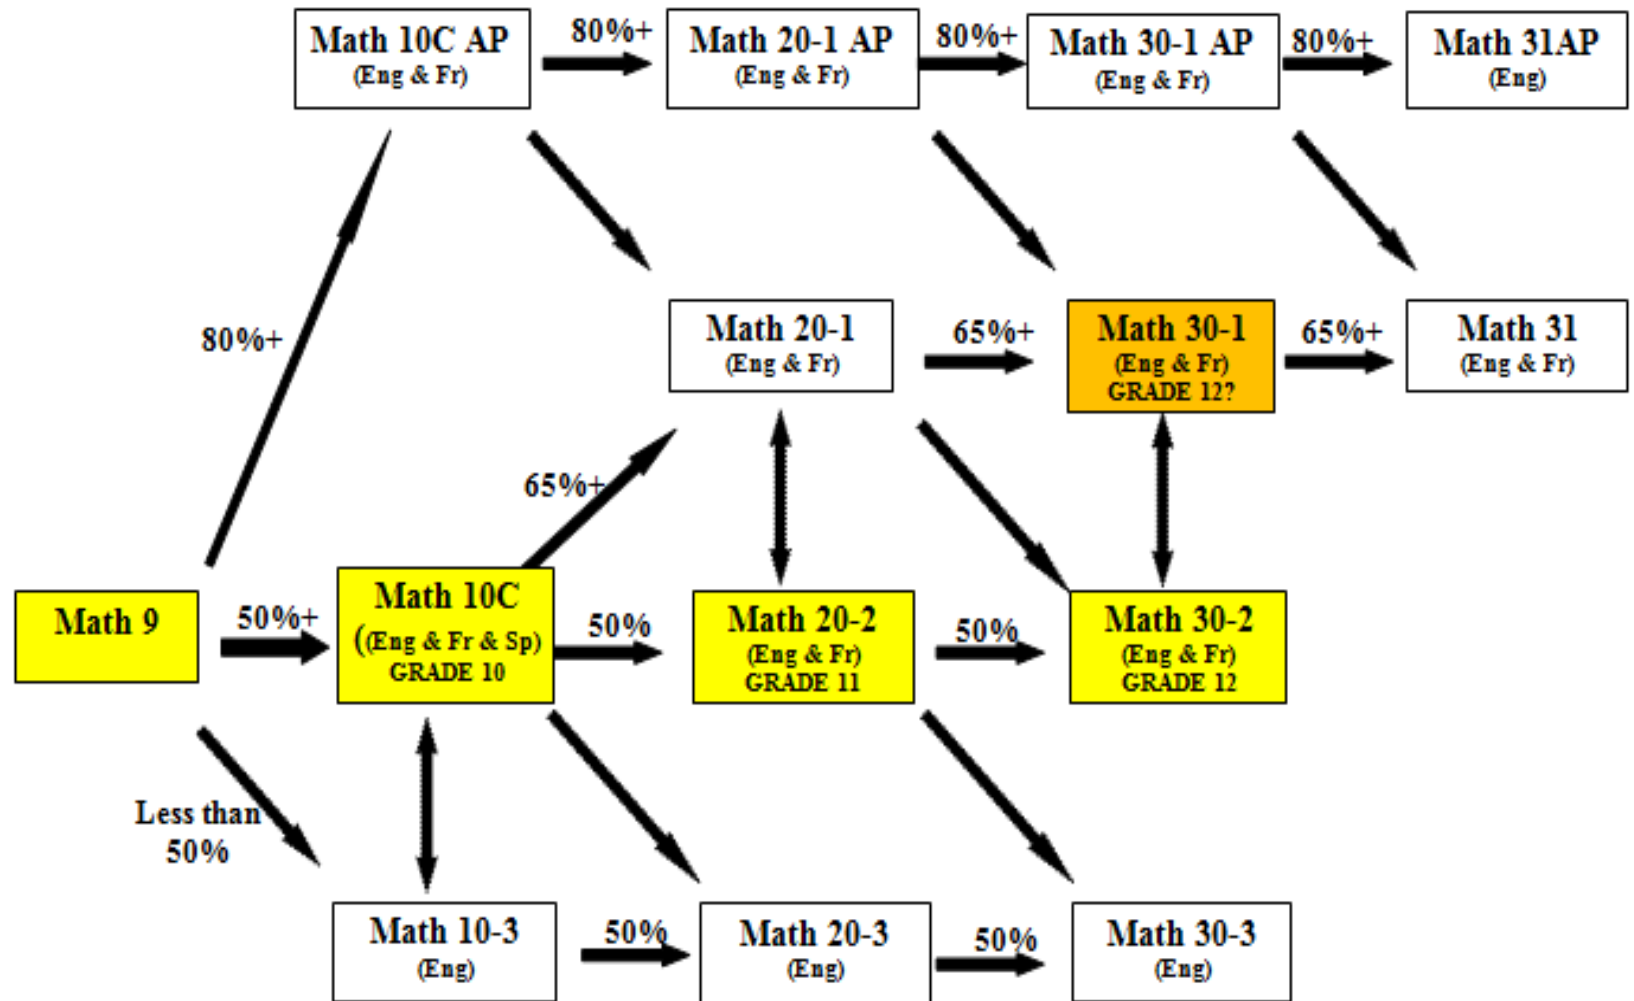 Math 10C AP
(Eng & Fr)
80%+
Math 20-1 AP
(Eng & Fr)
80%+
Math 30-1 AP
(Eng & Fr)
80%+
Math 31AP
(Eng)
80%+
Math 20-1
(Eng & Fr)
65%+
Math 30-1
(Eng & Fr)
GRADE 12?
65%+
Math 31
(Eng & Fr)
65%+
Math 9
50%+
Math 10C
((Eng & Fr & Sp)
GRADE 10
50%
Math 20-2
(Eng & Fr)
GRADE 11
50%
Math 30-2
(Eng & Fr)
GRADE 12
Less than
50%
Math 10-3
(Eng)
50%
Math 20-3
(Eng)
50%
Math 30-3
(Eng)